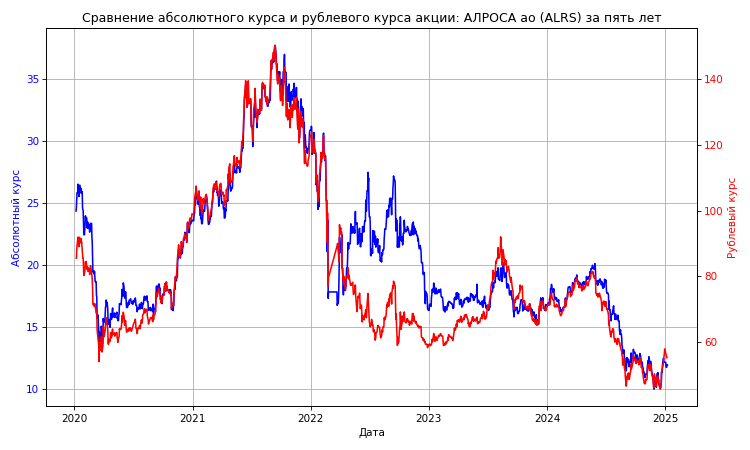 Сравнение абсолютного курса и рублевого курса акции: АЛРОСА ао (ALRS) за пять лет
Абсолютный курс
35
30
25
20
15
10
140
120
100
80
60
Рублевый курс
2020 2021 2022 2023 2024 2025
Дата